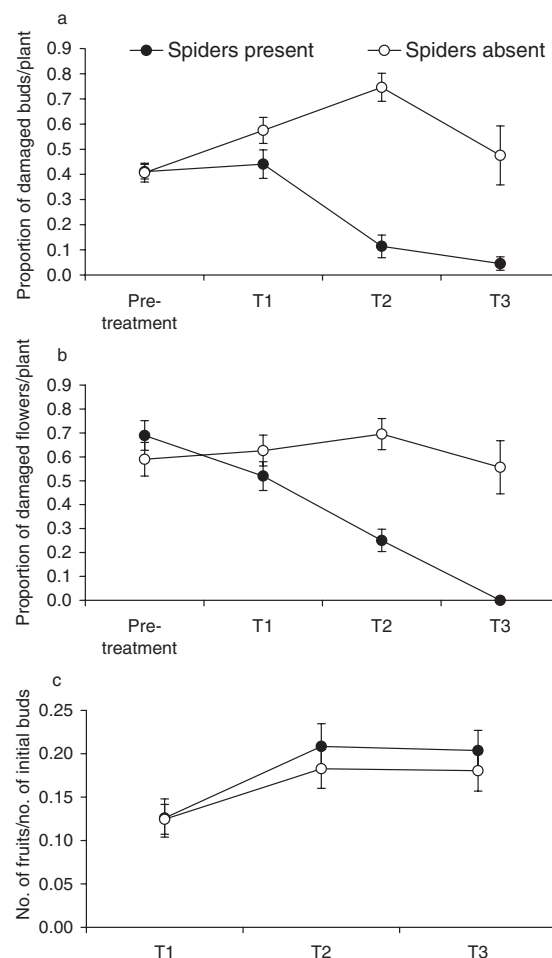 a
Spiders present
Spiders absent
Proportion of damaged buds/plant
0.9
0.8
0.7
0.6
0.5
0.4
0.3
0.2
0.1
0.0
Pre-
treatment
T1
T2
T3
b
Proportion of damaged flowers/plant
0.9
0.8
0.7
0.6
0.5
0.4
0.3
0.2
0.1
0.0
Pre-
treatment
T1
T2
T3
c
No. of fruits/no. of initial buds
0.25
0.20
0.15
0.10
0.05
0.00
T1
T2
T3